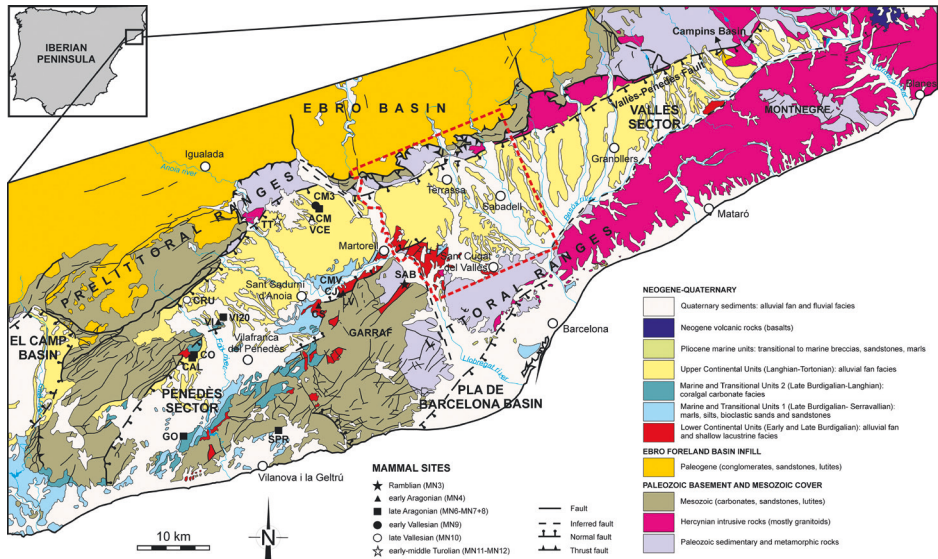 IBERIAN
PENINSULA
Campins Basin
EBRO BASIN
Vallès-Penedès Fault
VALLÈS
SECTOR
MONTNEGRE
Blanes
Igualada
Anoia river
Granollers
Terrassa
Sabadell
Mataró
PRELITTORAL RANGES
CM3
ACM
VCE
TT
Martorell
Sant Cugat
del Vallès
LITTORAL RANGES
SAB
CMV
CJ
LV
Sant Sadurní
d'Anoia
CRU
VI20
VI
GARRAF
Barcelona
EL CAMP
BASIN
Vilafranca
del Penedès
CO
CAL
Llobregat river
PENEDÈS
SECTOR
PLA DE
BARCELONA BASIN
GO
SPR
Vilanova i la Geltrú
10 km
N
MAMMAL SITES
Ramblian (MN3)
early Aragonian (MN4)
late Aragonian (MN6-MN7+8)
early Vallesian (MN9)
late Vallesian (MN10)
early-middle Turolian (MN11-MN12)
Fault
Inferred fault
Normal fault
Thrust fault
NEOGENE-QUATERNARY
Quaternary sediments: alluvial fan and fluvial facies
Neogene volcanic rocks (basalts)
Pliocene marine units: transitional to marine breccias, sandstones, marls
Upper Continental Units (Langhian-Tortonian): alluvial fan facies
Marine and Transitional Units 2 (Late Burdigalian-Langhian):
coralgal carbonate facies
Marine and Transitional Units 1 (Late Burdigalian- Serravallian):
marls, silts, bioclastic sands and sandstones
Lower Continental Units (Early and Late Burdigalian): alluvial fan
and shallow lacustrine facies
EBRO FORELAND BASIN INFILL
Paleogene (conglomerates, sandstones, lutites)
PALEOZOIC BASEMENT AND MESOZOIC COVER
Mesozoic (carbonates, sandstones, lutites)
Hercynian intrusive rocks (mostly granitoids)
Paleozoic sedimentary and metamorphic rocks